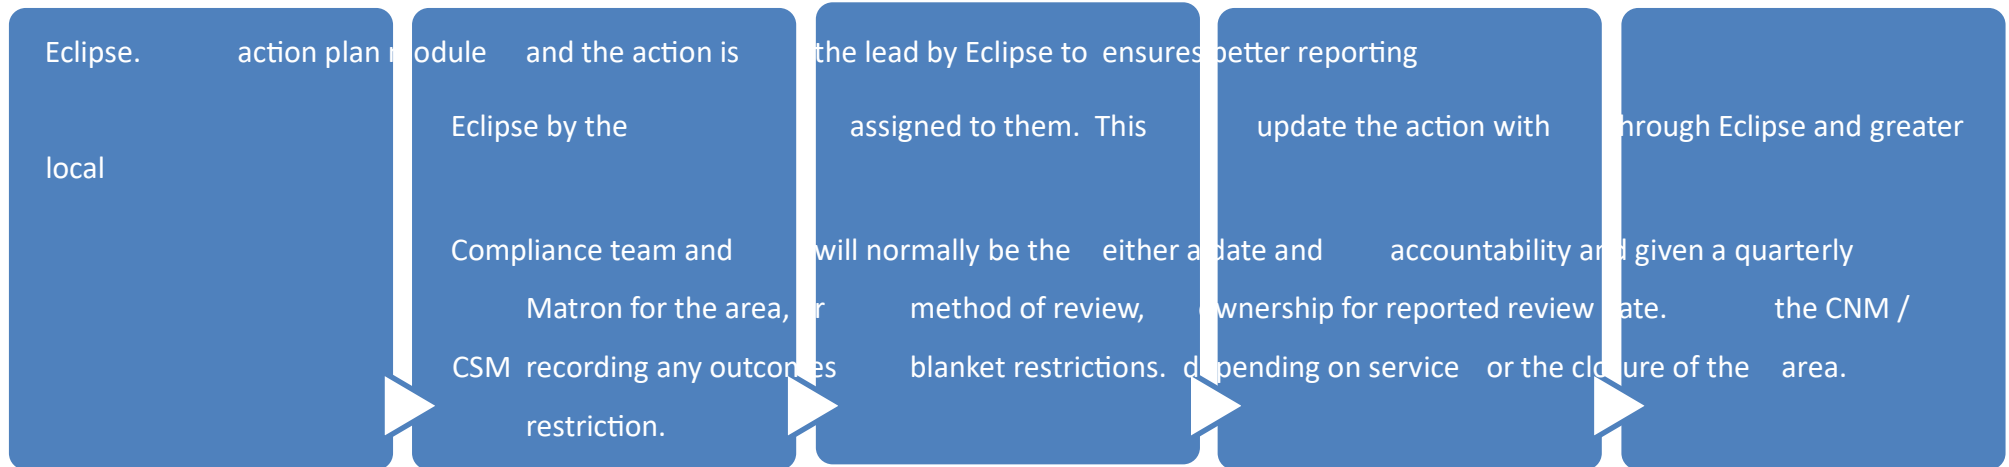 Eclipse. action plan module and the action is the lead by Eclipse to ensures better reporting
Eclipse by the assigned to them. This update the action with through Eclipse and greater
local
Compliance team and will normally be the either a date and accountability and given a quarterly
Matron for the area, or method of review, ownership for reported review date. the CNM /
CSM recording any outcomes blanket restrictions. depending on service or the closure of the area.
restriction.